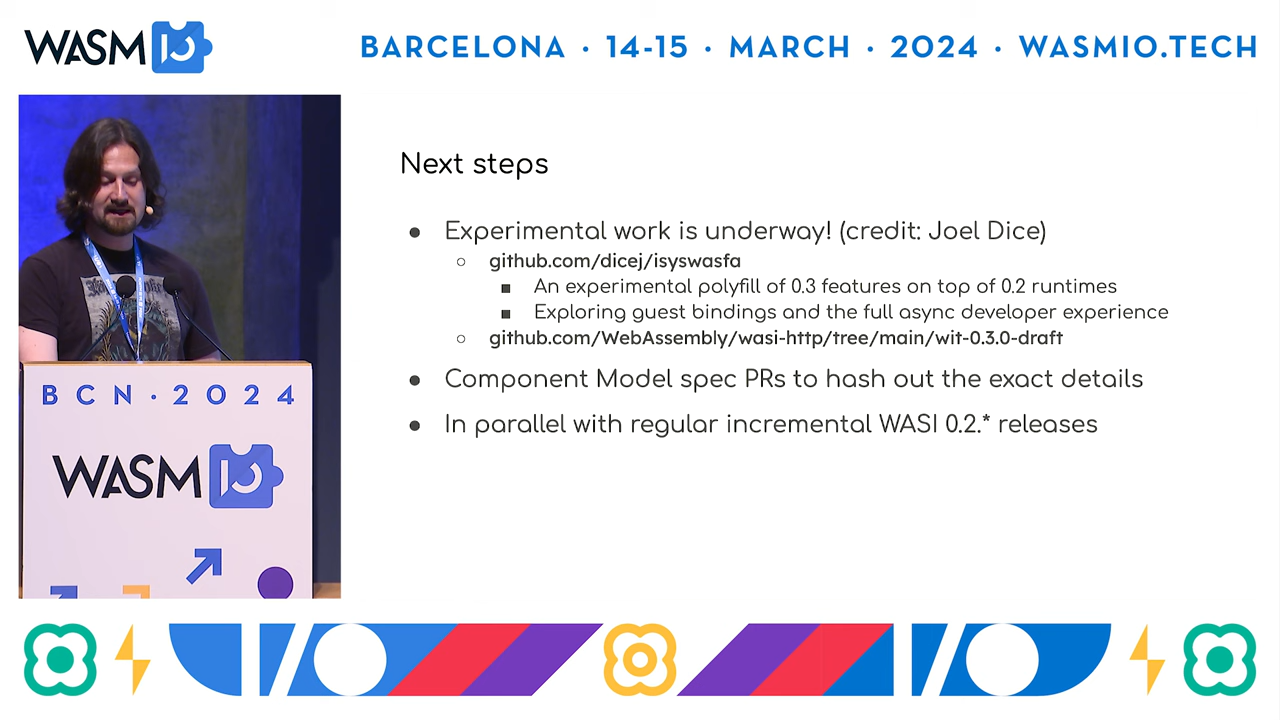 WASM IO
BARCELONA · 14-15 · MARCH · 2024 · WASMIO.TECH
Next steps
● Experimental work is underway! (credit: Joel Dice)
○ github.com/dicej/isyswasfa
■ An experimental polyfill of 0.3 features on top of 0.2 runtimes
■ Exploring guest bindings and the full async developer experience
○ github.com/WebAssembly/wasi-http/tree/main/wit-0.3.0-draft
● Component Model spec PRs to hash out the exact details
● In parallel with regular incremental WASI 0.2.* releases
BCN·2024
WASM IO